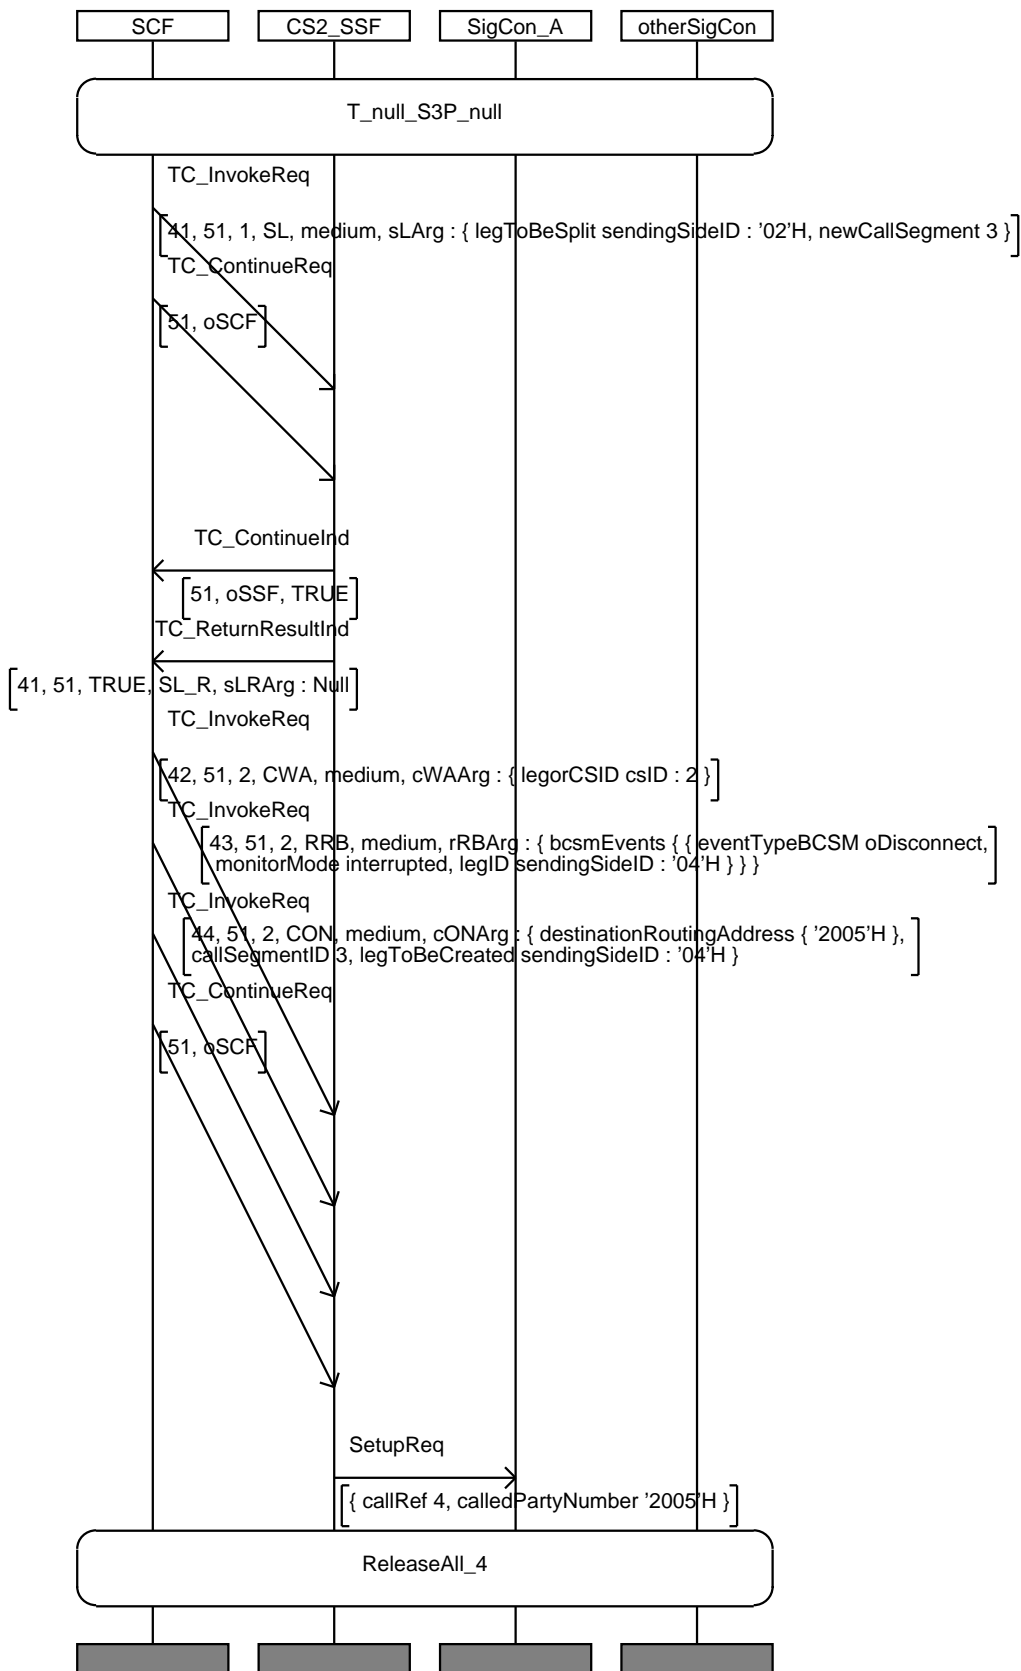 SCF CS2_SSF SigCon_A otherSigCon
T_null_S3P_null
TC_InvokeReq
41, 51, 1, SL, medium, sLArg : { legToBeSplit sendingSideID : '02'H, newCallSegment 3 }
TC_ContinueReq
51, oSCF
TC_ContinueInd
51, oSSF, TRUE
TC_ReturnResultInd
41, 51, TRUE, SL_R, sLRArg : Null
TC_InvokeReq
42, 51, 2, CWA, medium, cWAArg : { legorCSID csID : 2 }
TC_InvokeReq
43, 51, 2, RRB, medium, rRBArg : { bcsmEvents { { eventTypeBCSM oDisconnect,
monitorMode interrupted, legID sendingSideID : '04'H } } }
TC_InvokeReq
44, 51, 2, CON, medium, cONArg : { destinationRoutingAddress { '2005'H },
callSegmentID 3, legToBeCreated sendingSideID : '04'H }
TC_ContinueReq
51, oSCF
SetupReq
{ callRef 4, calledPartyNumber '2005'H }
ReleaseAll_4